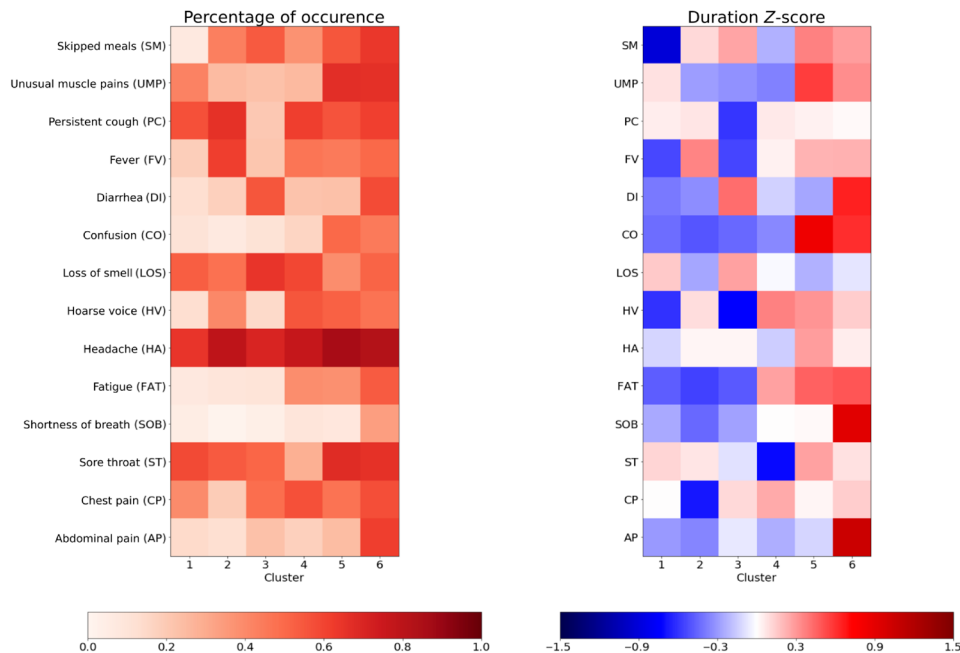 Percentage of occurence
Skipped meals (SM)
Unusual muscle pains (UMP)
Persistent cough (PC)
Fever (FV)
Diarrhea (DI)
Confusion (CO)
Loss of smell (LOS)
Hoarse voice (HV)
Headache (HA)
Fatigue (FAT)
Shortness of breath (SOB)
Sore throat (ST)
Chest pain (CP)
Abdominal pain (AP)
1 2 3 4 5 6
Cluster
0.0 0.2 0.4 0.6 0.8 1.0
Duration Z-score
SM
UMP
PC
FV
DI
CO
LOS
HV
HA
FAT
SOB
ST
CP
AP
1 2 3 4 5 6
Cluster
−1.5 −0.9 −0.3 0.3 0.9 1.5